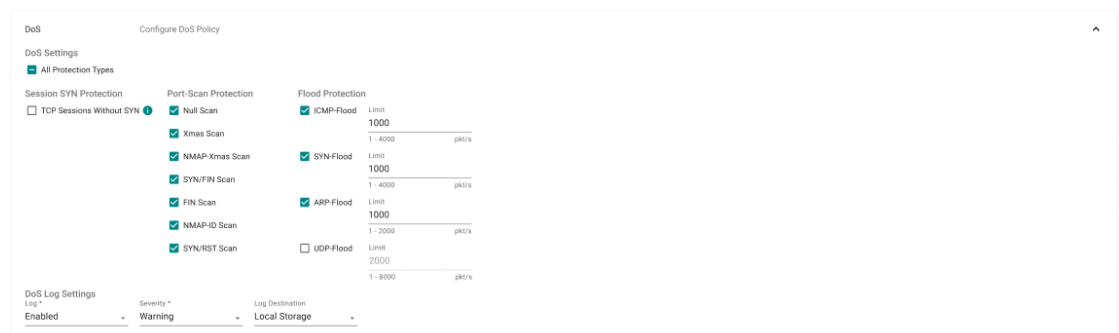 DoS Configure DoS Policy
DoS Settings
All Protection Types
Session SYN Protection Port-Scan Protection Flood Protection
TCP Sessions Without SYN Null Scan ICMP-Flood Limit
1000
1 - 4000 pkt/s
Xmas Scan
NMAP-Xmas Scan SYN-Flood Limit
1000
1 - 4000 pkt/s
SYN/FIN Scan
FIN Scan ARP-Flood Limit
1000
1 - 2000 pkt/s
NMAP-ID Scan
SYN/RST Scan UDP-Flood Limit
2000
1 - 8000 pkt/s
DoS Log Settings
Log * Severity * Log Destination
Enabled Warning Local Storage